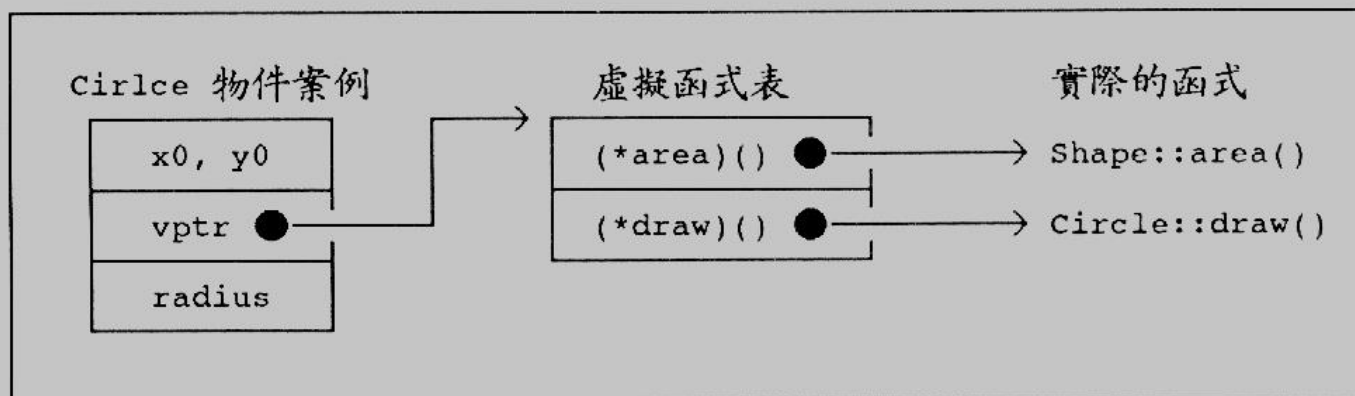 Cirlce 物件案例
虛擬函式表
實際的函式
x0, y0
(*area)()
Shape::area()
vptr
(*draw)()
Circle::draw()
radius